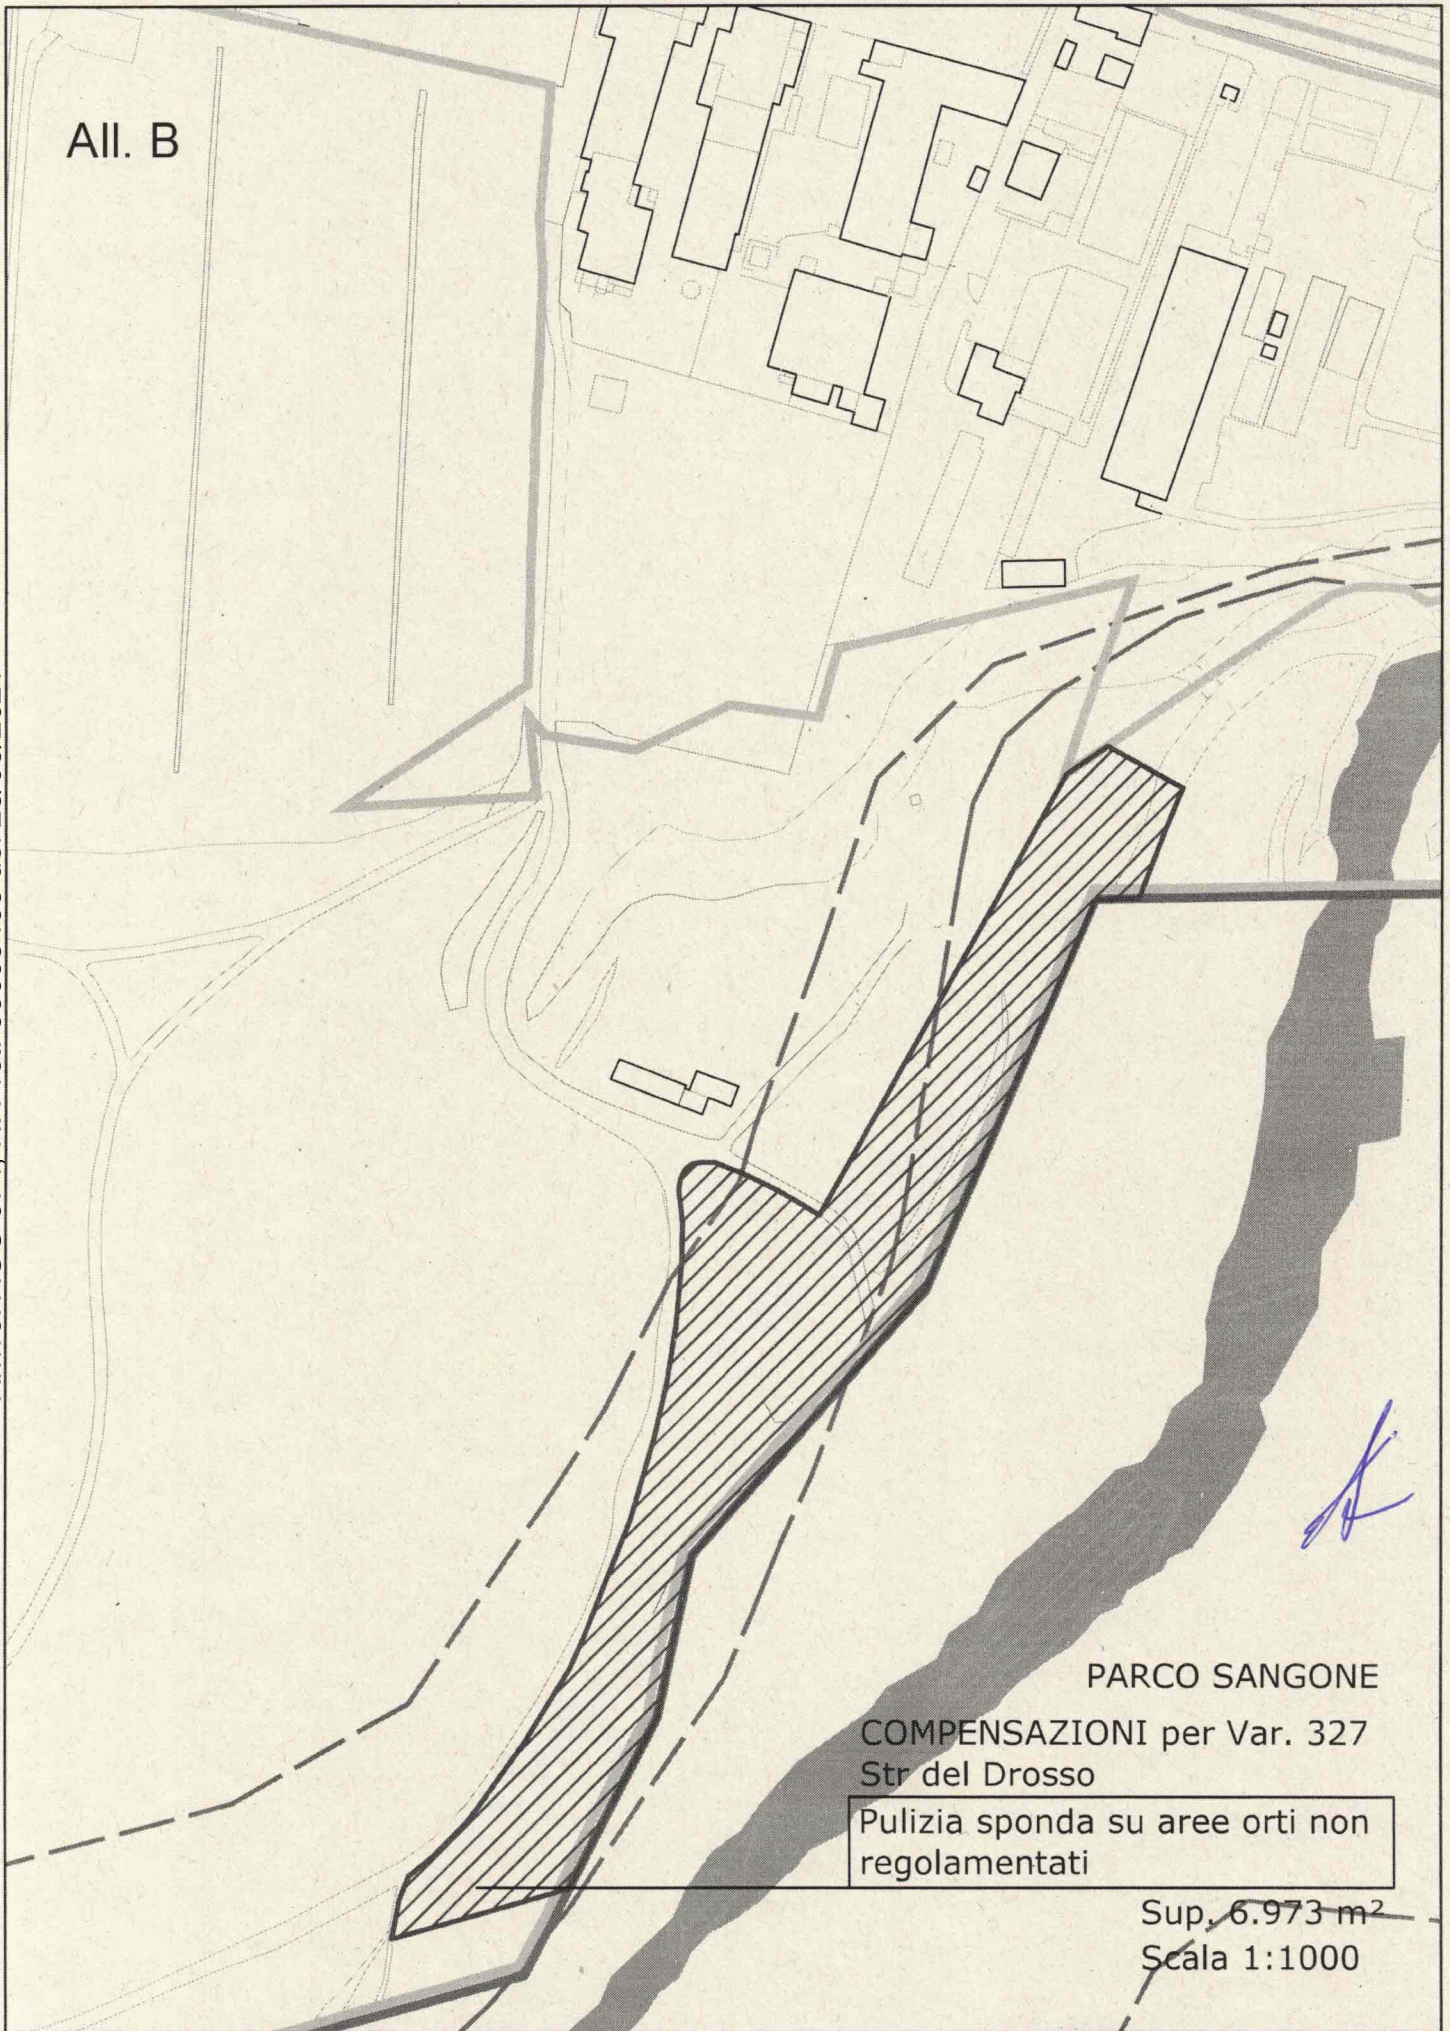 All. B
PARCO SANGONE
COMPENSAZIONI per Var. 327
Str del Drosso
Pulizia sponda su aree orti non
regolamentati
Sup. 6.973 m²
Scala 1:1000